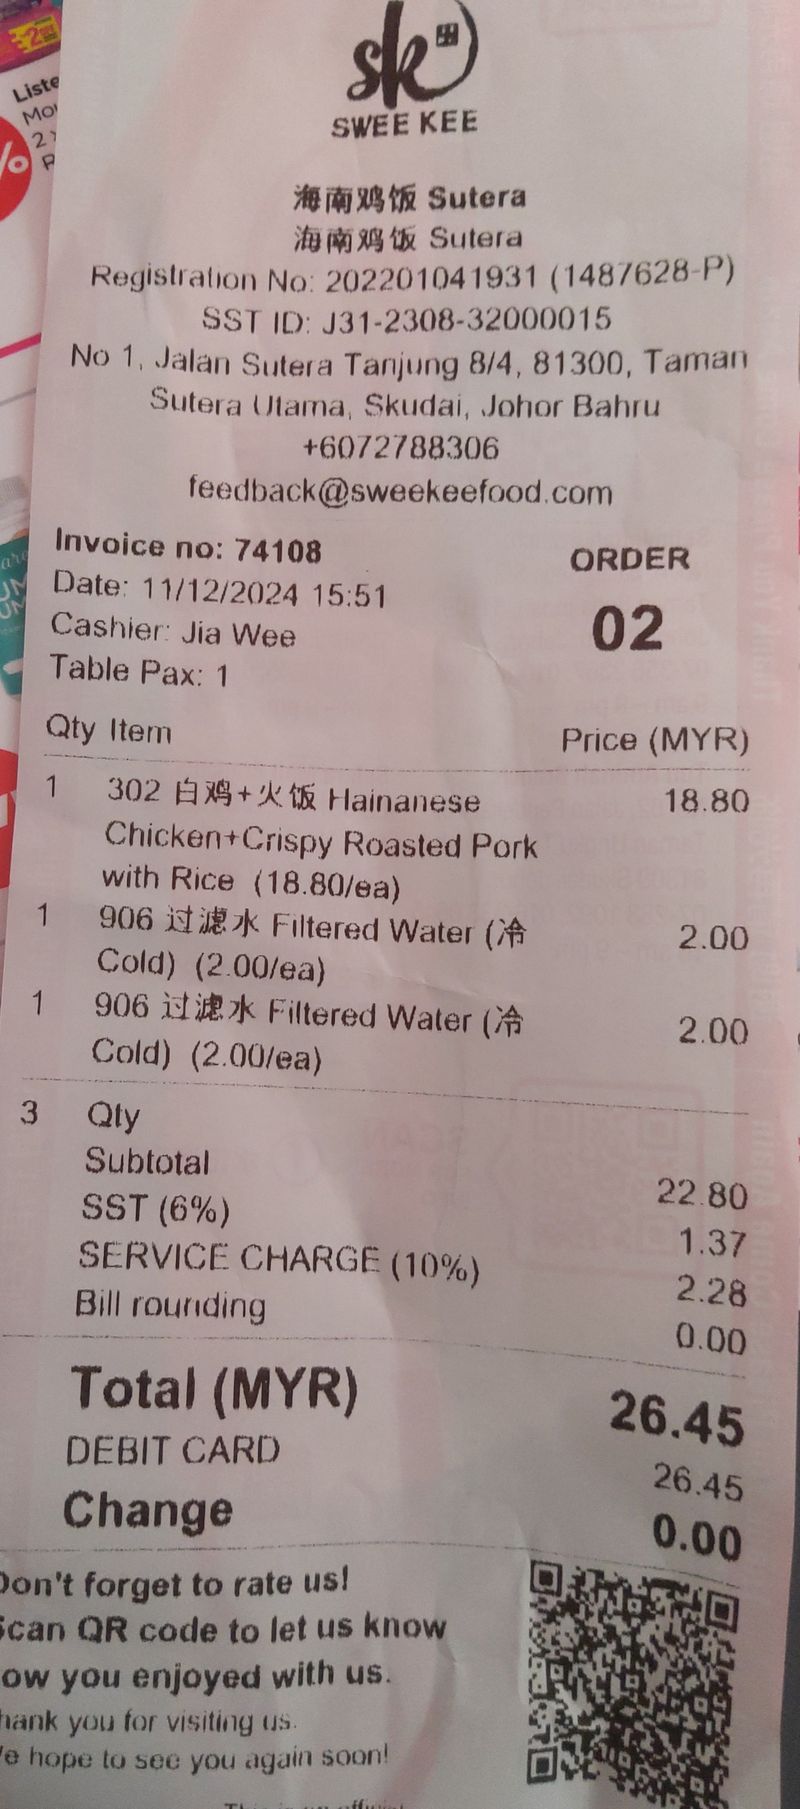 Liste
Mo
2
P
%
sk
SWEE KEE
海南鸡饭 Sutera
海南鸡饭 Sutera
Registration No: 202201041931 (1487628-P)
SST ID: J31-2308-32000015
No 1, Jalan Sutera Tanjung 8/4, 81300, Taman
Sutera Utama, Skudai, Johor Bahru
+6072788306
feedback@sweekeefood.com
Invoice no: 74108
ORDER
Date: 11/12/2024 15:51
02
Cashier: Jia Wee
Table Pax: 1
Qty Item Price (MYR)
1 302 白鸡+火饭 Hainanese 18.80
Chicken+Crispy Roasted Pork
with Rice (18.80/ea)
1 906 过滤水 Filtered Water (冷 2.00
Cold) (2.00/ea)
1 906 过滤水 Filtered Water (冷 2.00
Cold) (2.00/ea)
3 Qty
Subtotal 22.80
SST (6%) 1.37
SERVICE CHARGE (10%) 2.28
Bill rounding 0.00
Total (MYR) 26.45
DEBIT CARD 26.45
Change 0.00
Don't forget to rate us!
Scan QR code to let us know
ow you enjoyed with us.
hank you for visiting us.
e hope to see you again soon!